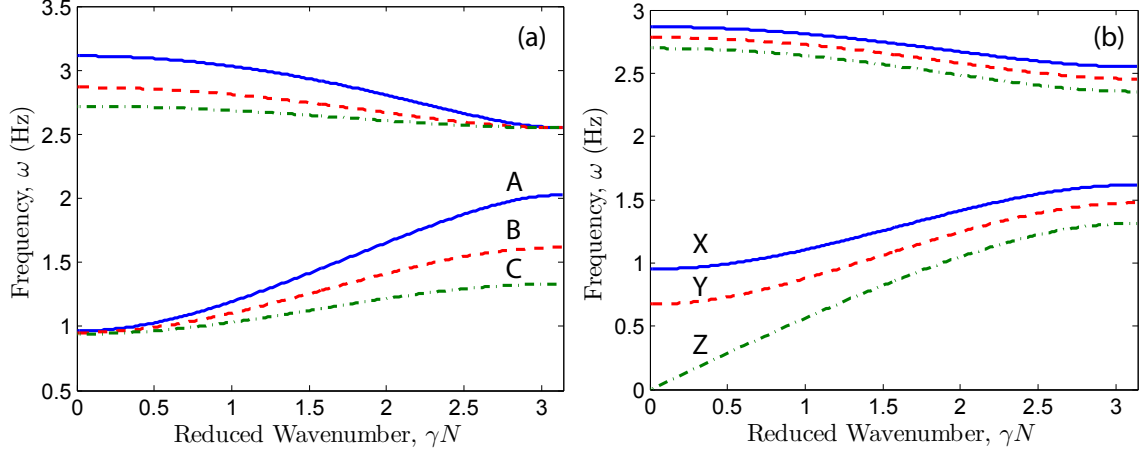 (a)
3.5
3
2.5
2
1.5
1
0.5
Frequency, ω (Hz)
A
B
C
0 0.5 1 1.5 2 2.5 3
Reduced Wavenumber, γN
(b)
3
2.5
2
1.5
1
0.5
0
Frequency, ω (Hz)
X
Y
Z
0 0.5 1 1.5 2 2.5 3
Reduced Wavenumber, γN